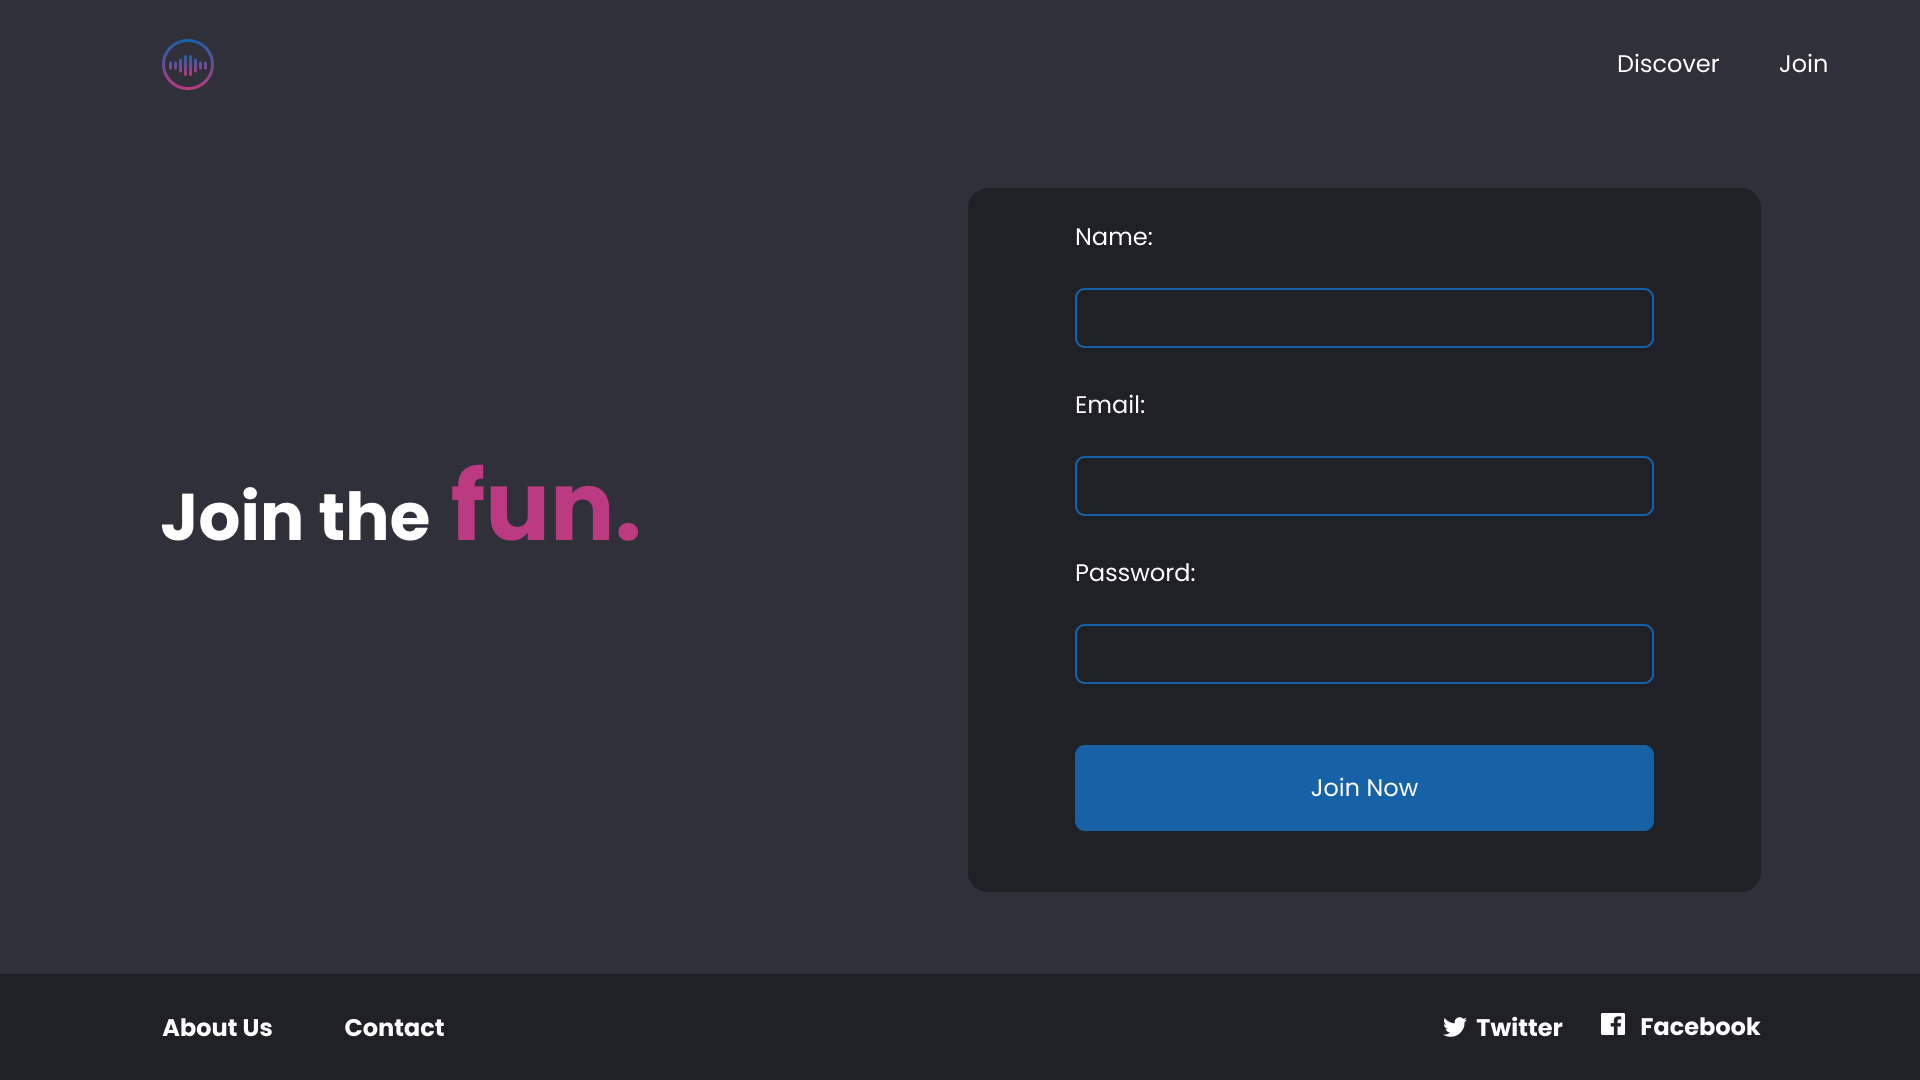 Discover Join
Join the fun.
Name:
Email:
Password:
Join Now
About Us Contact Twitter Facebook